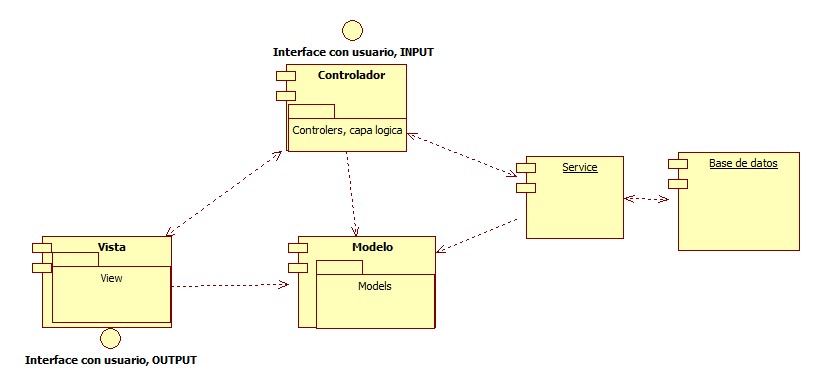 Interface con usuario, INPUT
Controlador
Controlers, capa logica
Service
Base de datos
Vista
View
Modelo
Models
Interface con usuario, OUTPUT